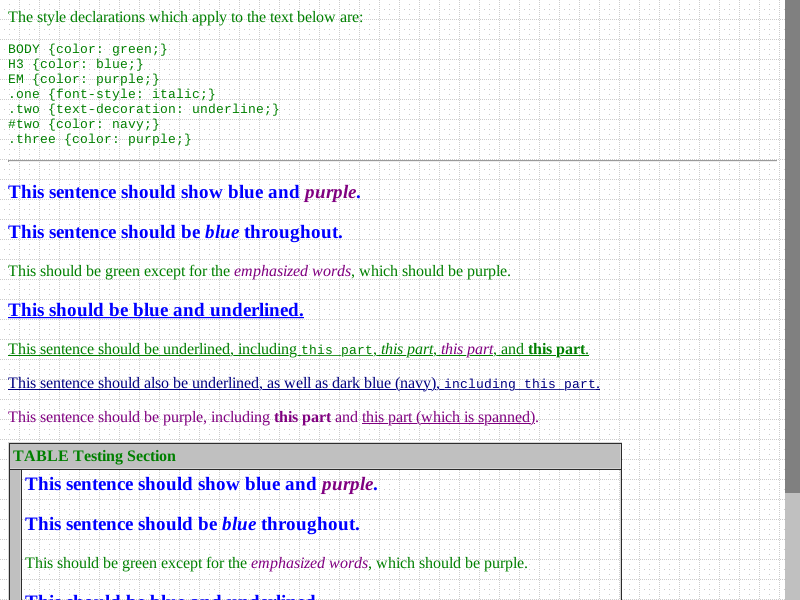 The style declarations which apply to the text below are:
BODY {color: green;}
H3 {color: blue;}
EM {color: purple;}
.one {font-style: italic;}
.two {text-decoration: underline;}
#two {color: navy;}
.three {color: purple;}
This sentence should show blue and purple.
This sentence should be blue throughout.
This should be green except for the emphasized words, which should be purple.
This should be blue and underlined.
This sentence should be underlined, including this part, this part, this part, and this part.
This sentence should also be underlined, as well as dark blue (navy), including this part.
This sentence should be purple, including this part and this part (which is spanned).
TABLE Testing Section
This sentence should show blue and purple.
This sentence should be blue throughout.
This should be green except for the emphasized words, which should be purple.
This should be blue and underlined.